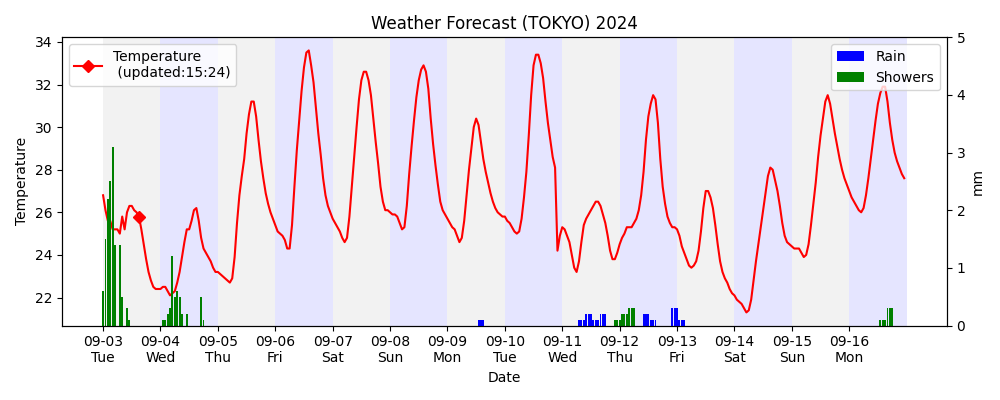 Weather Forecast (TOKYO) 2024
Temperature
(updated:15:24)
Rain
Showers
34
32
30
28
26
24
22
Temperature
5
4
3
2
1
0
mm
09-03 09-04 09-05 09-06 09-07 09-08 09-09 09-10 09-11 09-12 09-13 09-14 09-15 09-16
Tue Wed Thu Fri Sat Sun Mon Tue Wed Thu Fri Sat Sun Mon
Date